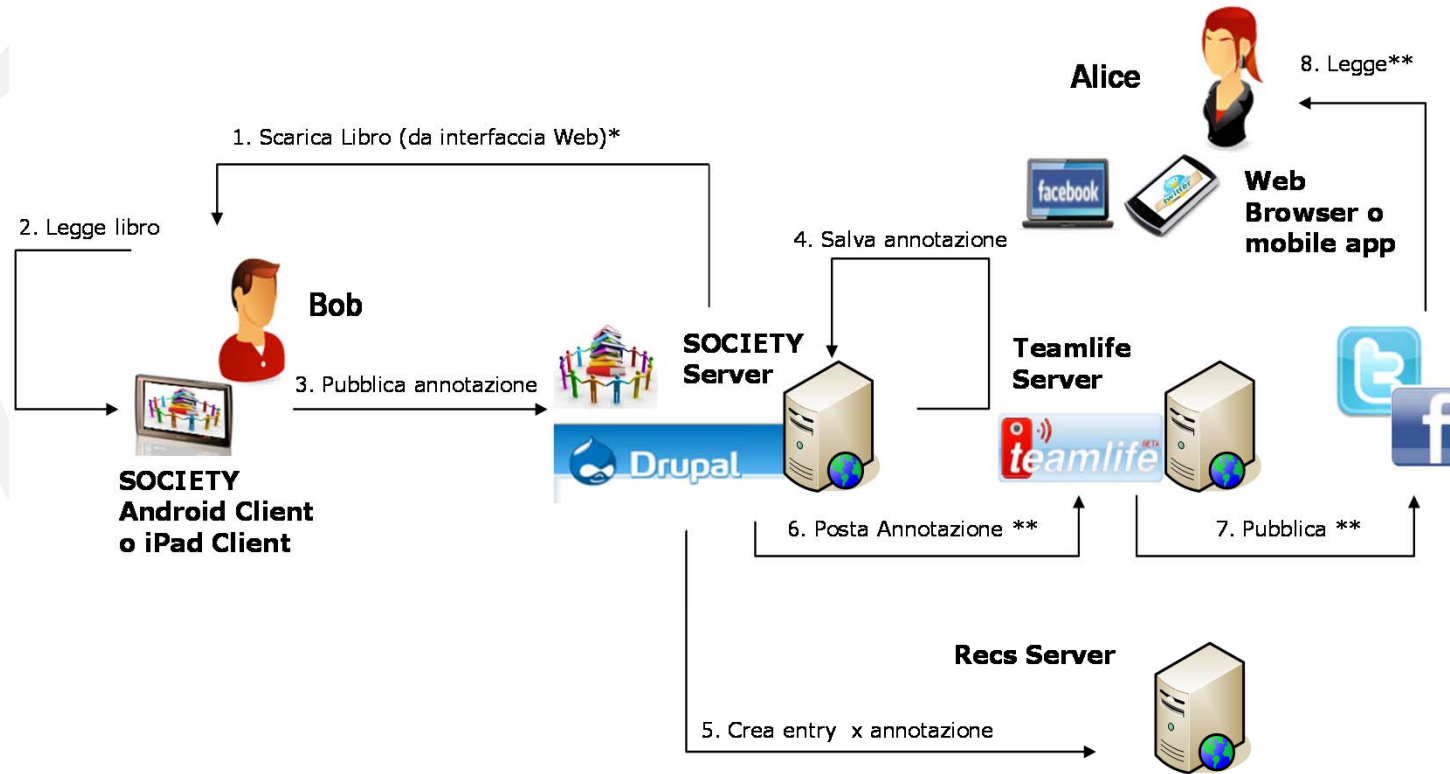 Alice
8. Legge**
1. Scarica Libro (da interfaccia Web)*
facebook
twitter
Web
Browser o
mobile app
2. Legge libro
4. Salva annotazione
Bob
SOCIETY
Server
Teamlife
Server
3. Pubblica annotazione
Drupal
teamlife
BETA
SOCIETY
Android Client
o iPad Client
6. Posta Annotazione **
7. Pubblica **
Recs Server
5. Crea entry  x annotazione